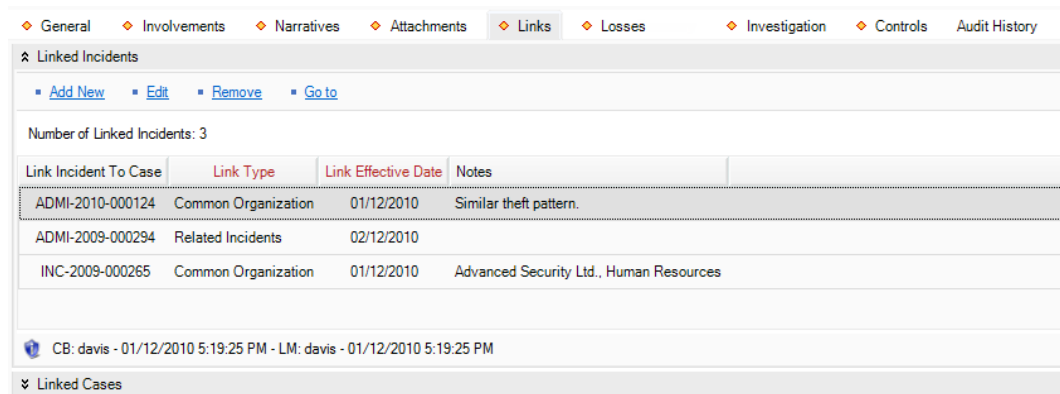 General Involvements Narratives Attachments Links Losses Investigation Controls Audit History
Linked Incidents
Add New Edit Remove Go to
Number of Linked Incidents: 3
Link Incident To Case Link Type Link Effective Date Notes
ADMI-2010-000124 Common Organization 01/12/2010 Similar theft pattern.
ADMI-2009-000294 Related Incidents 02/12/2010
INC-2009-000265 Common Organization 01/12/2010 Advanced Security Ltd., Human Resources
CB: davis - 01/12/2010 5:19:25 PM - LM: davis - 01/12/2010 5:19:25 PM
Linked Cases